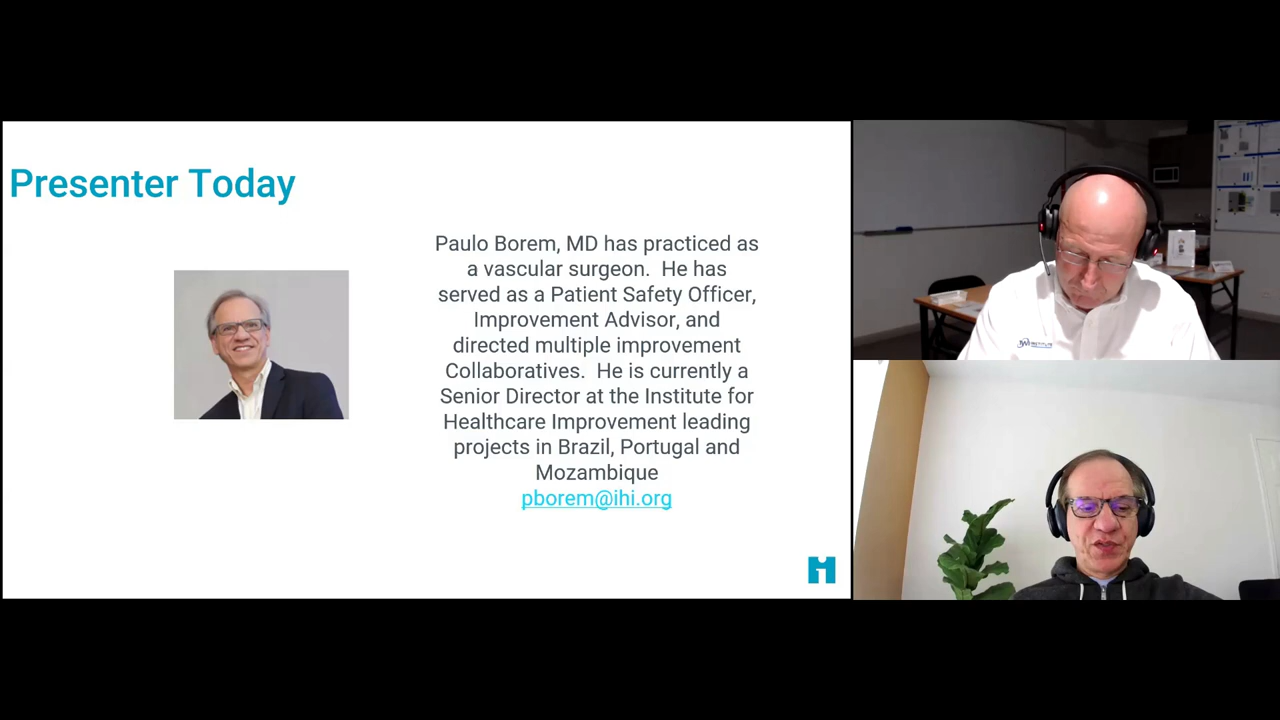 Presenter Today
Paulo Borem, MD has practiced as
a vascular surgeon. He has
served as a Patient Safety Officer,
Improvement Advisor, and
directed multiple improvement
Collaboratives. He is currently a
Senior Director at the Institute for
Healthcare Improvement leading
projects in Brazil, Portugal and
Mozambique
pborem@ihi.org
INSTITUTE